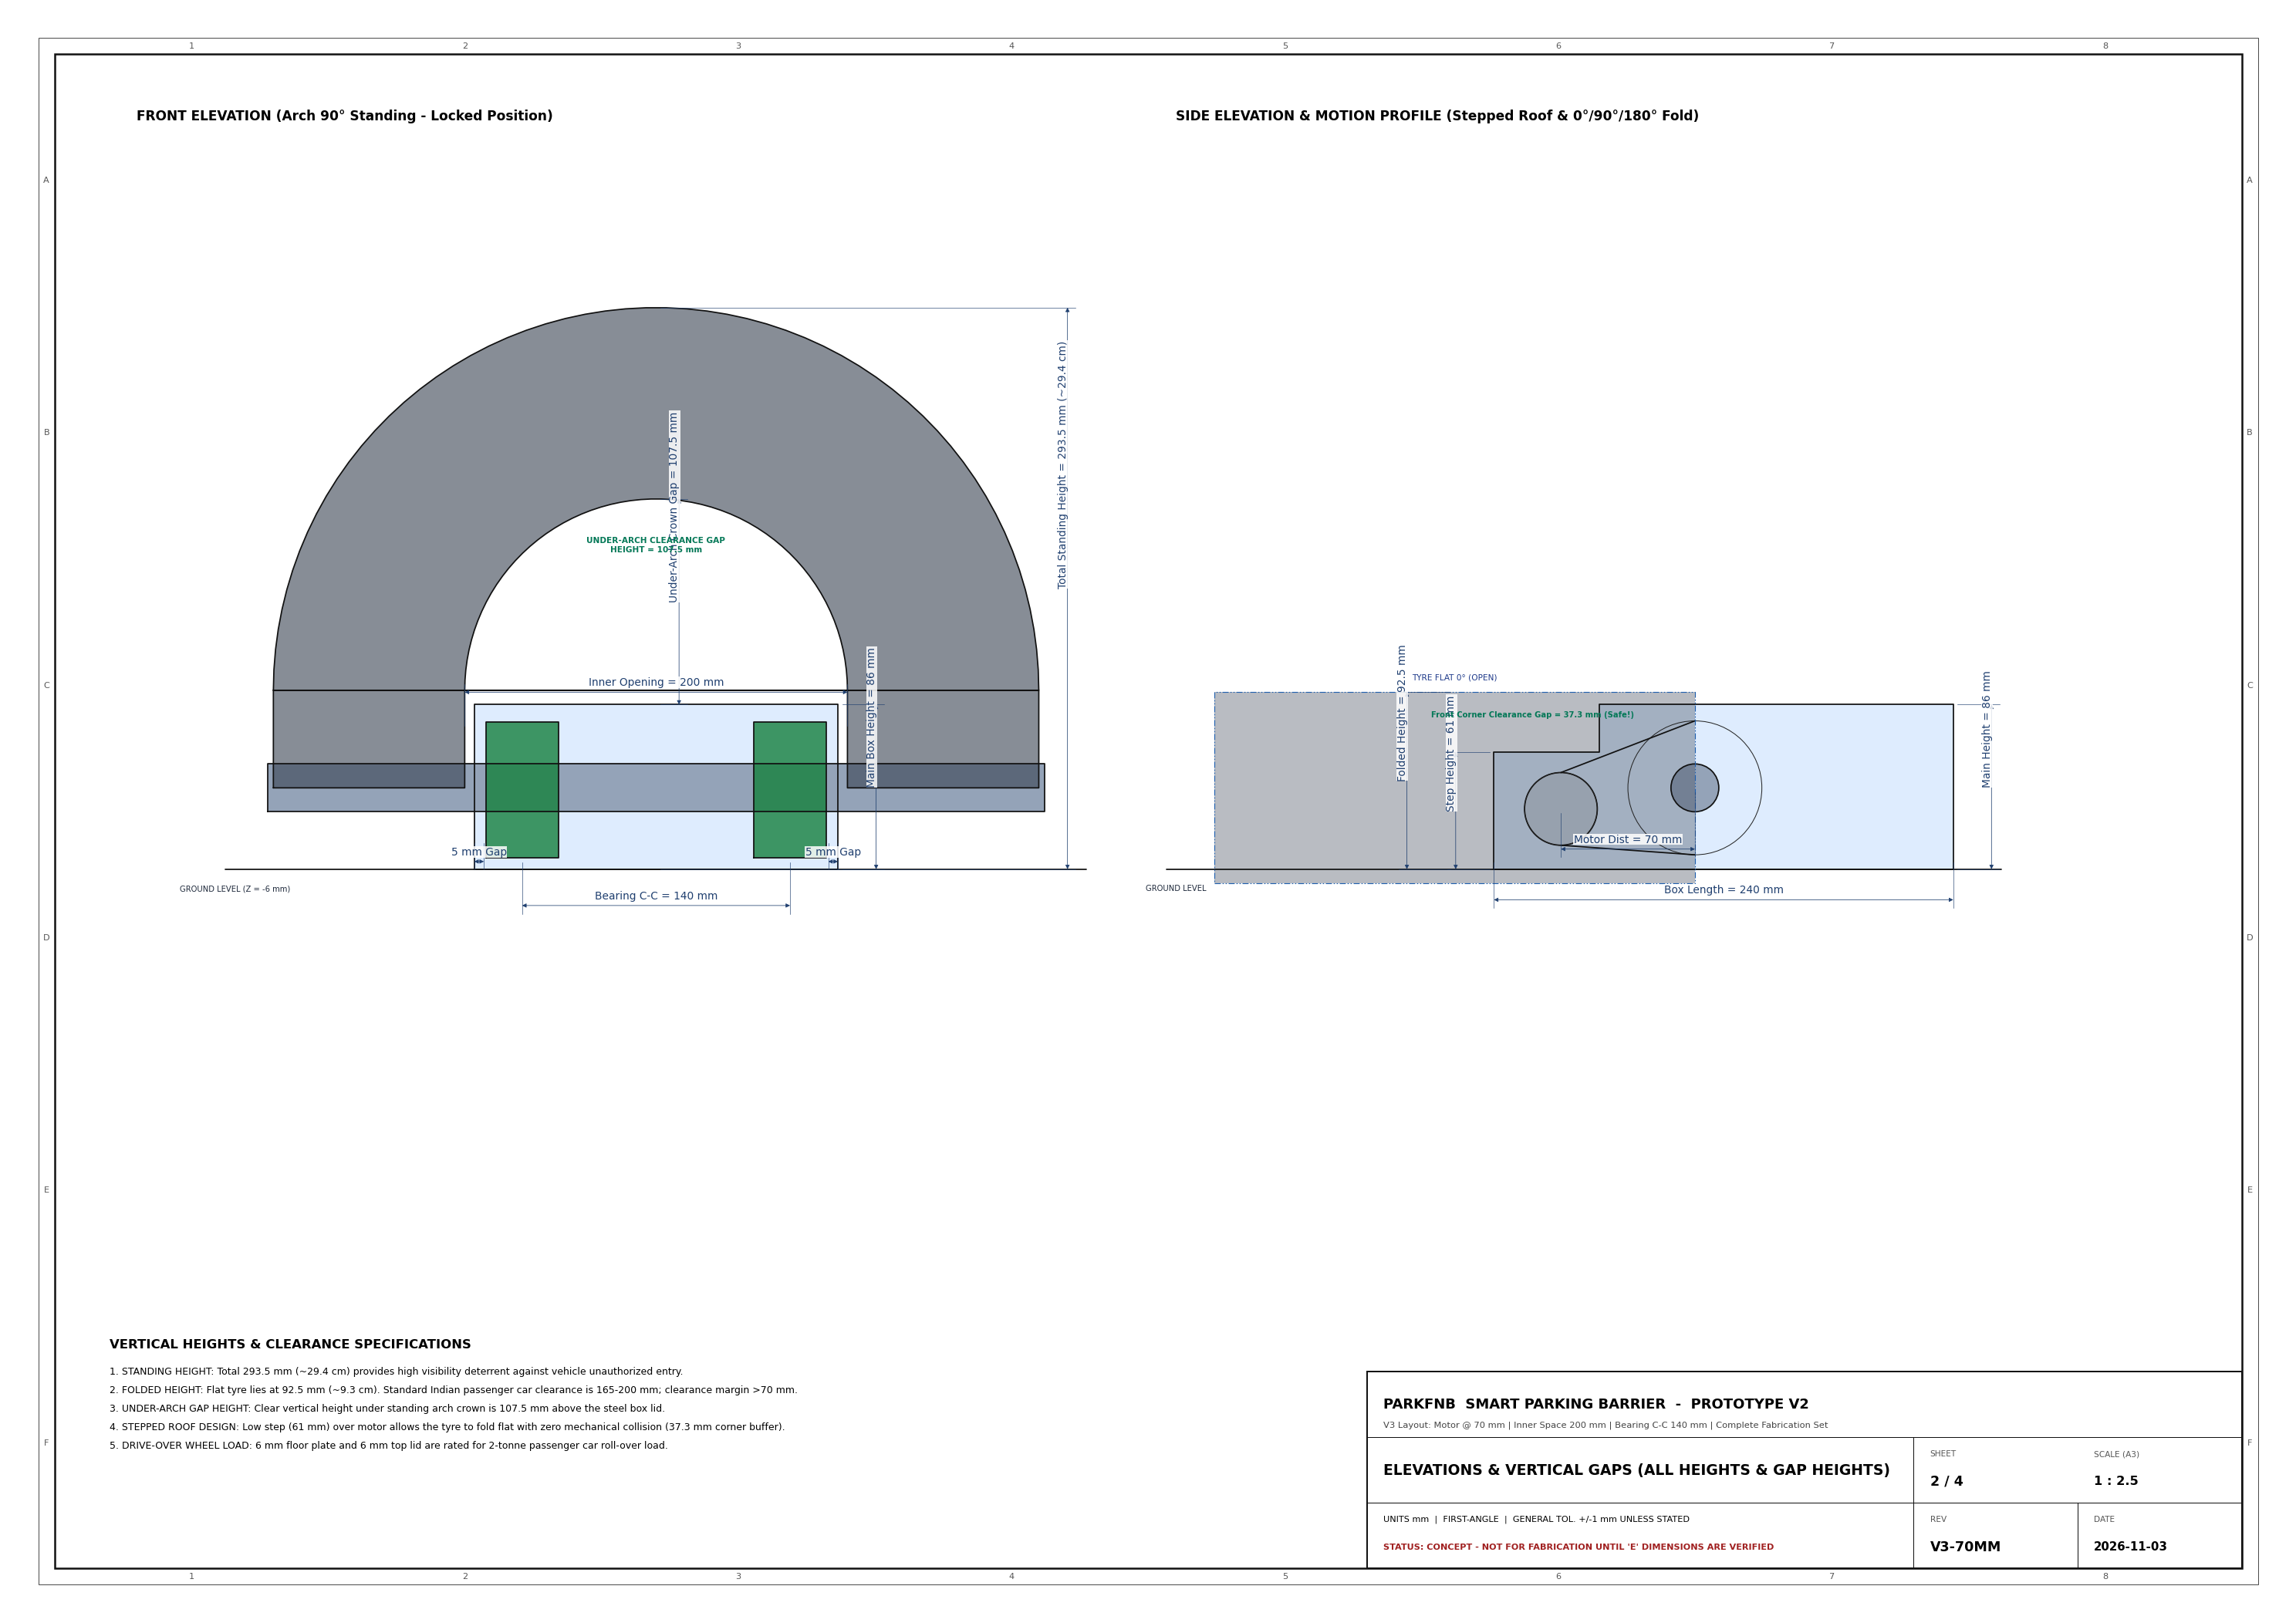 1 2 3 4 5 6 7 8
FRONT ELEVATION (Arch 90° Standing - Locked Position)
SIDE ELEVATION & MOTION PROFILE (Stepped Roof & 0°/90°/180° Fold)
A A
B B
C C
D D
E E
F F
Total Standing Height = 293.5 mm (~29.4 cm)
Under-Arch Crown Gap = 107.5 mm
UNDER-ARCH CLEARANCE GAP
HEIGHT = 107.5 mm
Inner Opening = 200 mm
Main Box Height = 86 mm
5 mm Gap
5 mm Gap
GROUND LEVEL (Z = -6 mm)
Bearing C-C = 140 mm
Folded Height = 92.5 mm
TYRE FLAT 0° (OPEN)
Step Height = 61 mm
Front Corner Clearance Gap = 37.3 mm (Safe!)
Main Height = 86 mm
Motor Dist = 70 mm
GROUND LEVEL
Box Length = 240 mm
VERTICAL HEIGHTS & CLEARANCE SPECIFICATIONS
1. STANDING HEIGHT: Total 293.5 mm (~29.4 cm) provides high visibility deterrent against vehicle unauthorized entry.
2. FOLDED HEIGHT: Flat tyre lies at 92.5 mm (~9.3 cm). Standard Indian passenger car clearance is 165-200 mm; clearance margin >70 mm.
3. UNDER-ARCH GAP HEIGHT: Clear vertical height under standing arch crown is 107.5 mm above the steel box lid.
4. STEPPED ROOF DESIGN: Low step (61 mm) over motor allows the tyre to fold flat with zero mechanical collision (37.3 mm corner buffer).
5. DRIVE-OVER WHEEL LOAD: 6 mm floor plate and 6 mm top lid are rated for 2-tonne passenger car roll-over load.
PARKFNB  SMART PARKING BARRIER  -  PROTOTYPE V2
V3 Layout: Motor @ 70 mm | Inner Space 200 mm | Bearing C-C 140 mm | Complete Fabrication Set
ELEVATIONS & VERTICAL GAPS (ALL HEIGHTS & GAP HEIGHTS)
SHEET
2 / 4
SCALE (A3)
1 : 2.5
UNITS mm  |  FIRST-ANGLE  |  GENERAL TOL. +/-1 mm UNLESS STATED
STATUS: CONCEPT - NOT FOR FABRICATION UNTIL 'E' DIMENSIONS ARE VERIFIED
REV
V3-70MM
DATE
2026-11-03
1 2 3 4 5 6 7 8